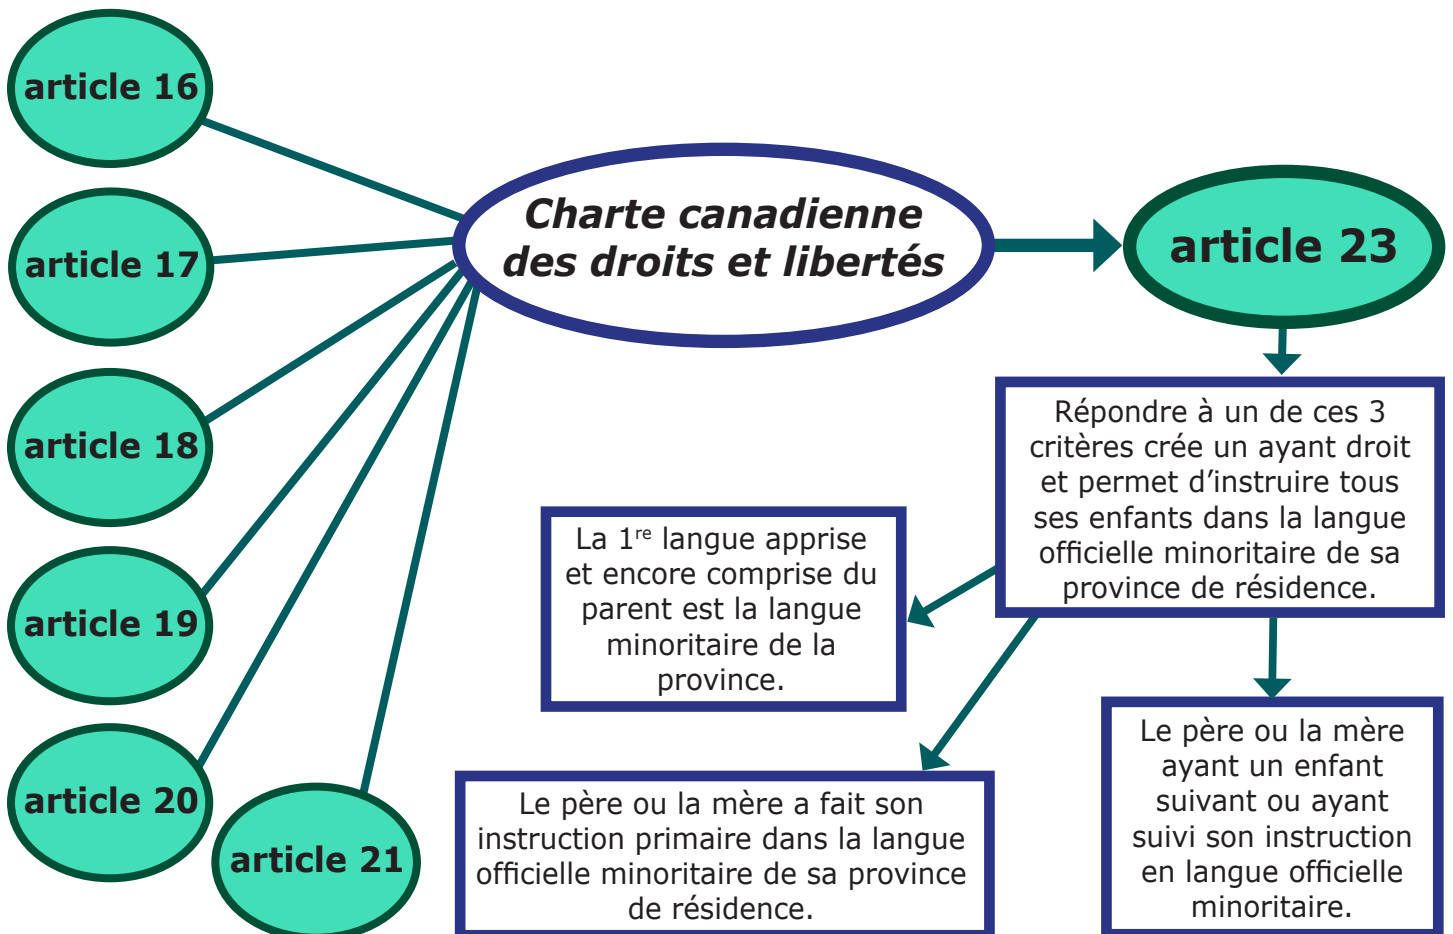 article 16
article 17
article 18
article 19
article 20
article 21
Charte canadienne
des droits et libertés
article 23
Répondre à un de ces 3
critères crée un ayant droit
et permet d’instruire tous
ses enfants dans la langue
officielle minoritaire de sa
province de résidence.
La 1re langue apprise
et encore comprise du
parent est la langue
minoritaire de la
province.
Le père ou la mère a fait son
instruction primaire dans la langue
officielle minoritaire de sa province
de résidence.
Le père ou la mère
ayant un enfant
suivant ou ayant
suivi son instruction
en langue officielle
minoritaire.